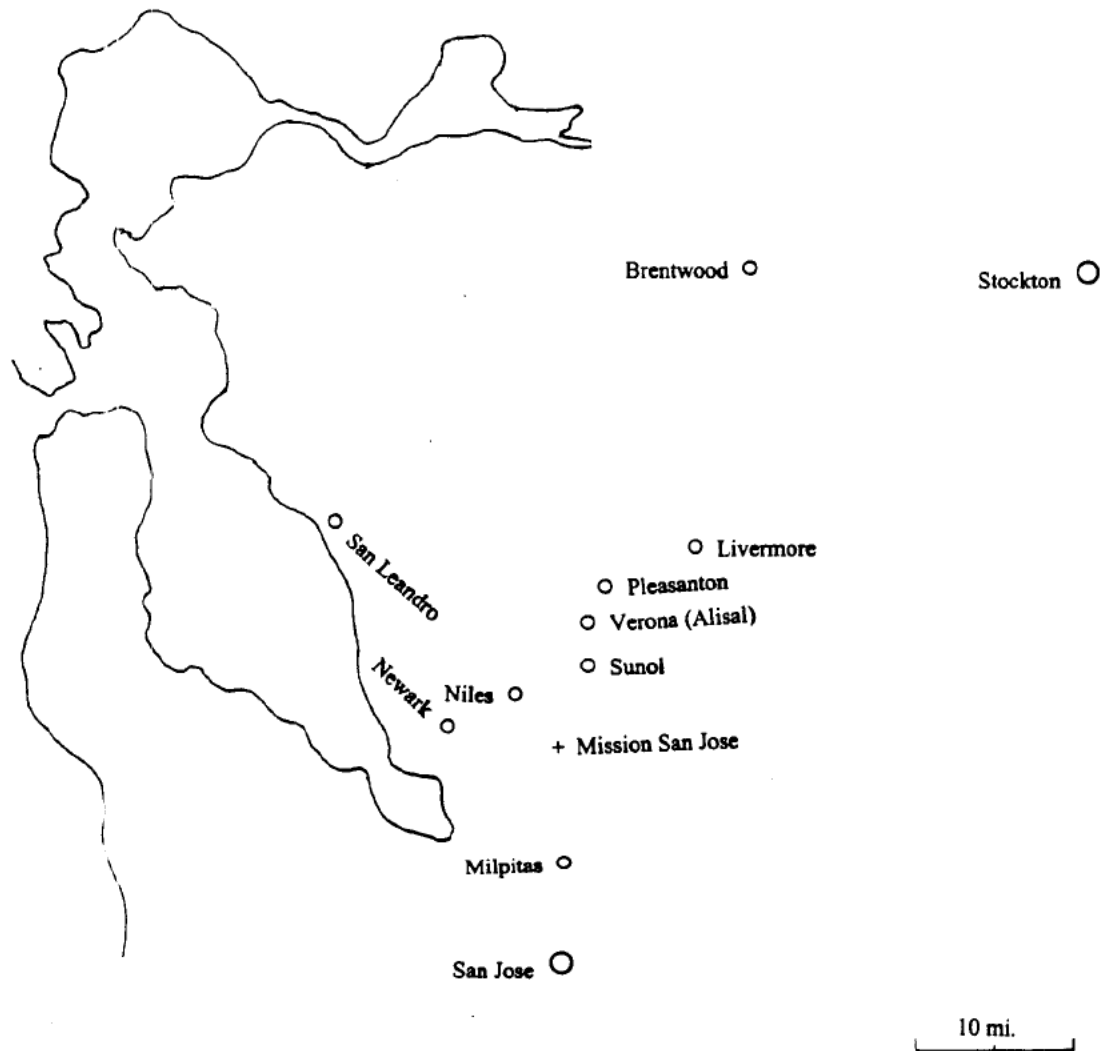 Brentwood
Stockton
San Leandro
Livermore
Pleasanton
Verona (Alisal)
Sunol
Newark
Niles
Mission San Jose
Milpitas
San Jose
10 mi.